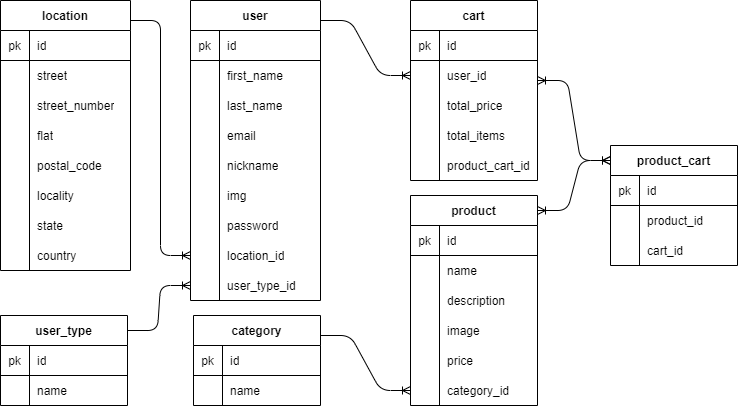 location
pk id
street
street_number
flat
postal_code
locality
state
country
user
pk id
first_name
last_name
email
nickname
img
password
location_id
user_type_id
cart
pk id
user_id
total_price
total_items
product_cart_id
product_cart
pk id
product_id
cart_id
product
pk id
name
description
image
price
category_id
user_type
pk id
name
category
pk id
name